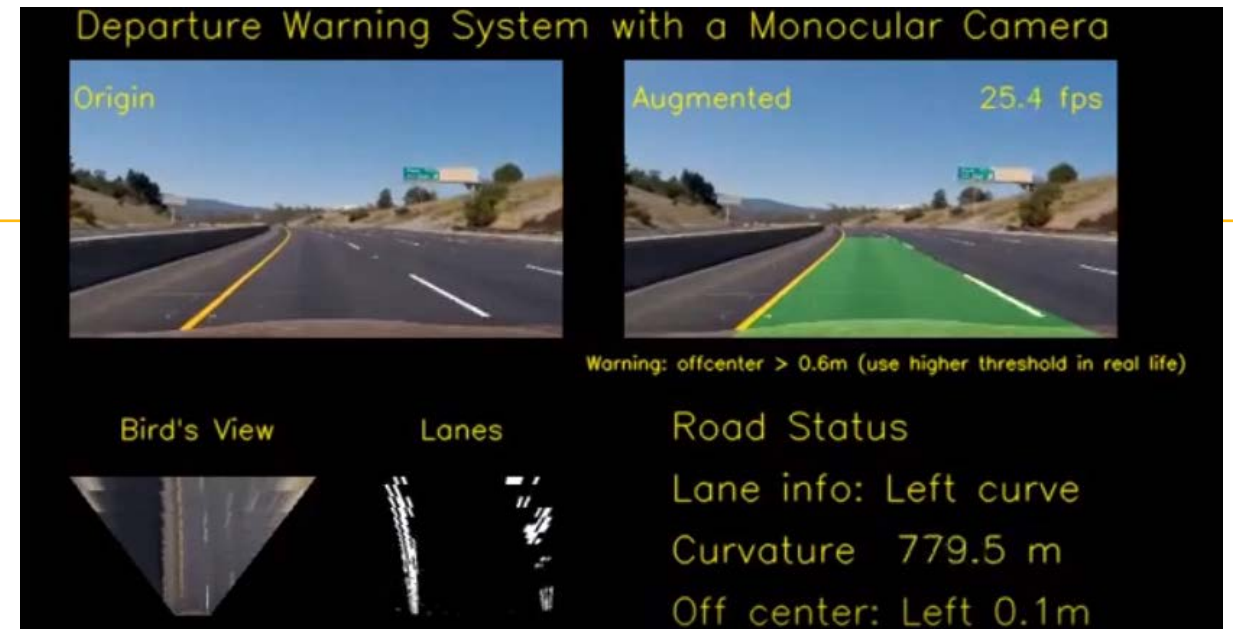 Departure Warning System with a Monocular Camera
Origin
Augmented
25.4 fps
Warning: offcenter > 0.6m (use higher threshold in real life)
Bird's View
Lanes
Road Status
Lane info: Left curve
Curvature 779.5 m
Off center: Left 0.1m